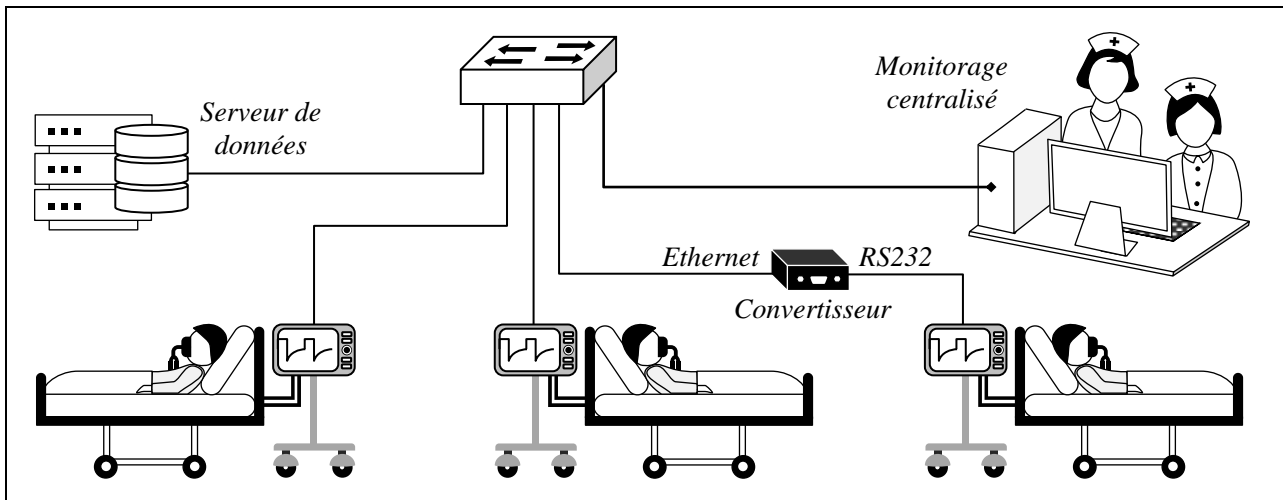 Serveur de
données
Monitorage
centralisé
Ethernet
RS232
Convertisseur